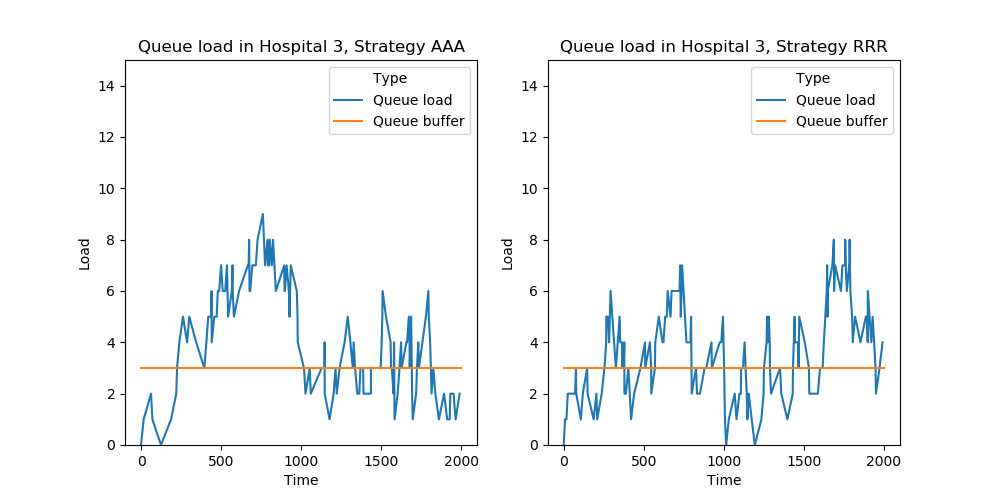 Queue load in Hospital 3, Strategy AAA
Type
Queue load
Queue buffer
14
12
10
8
6
4
2
0
Load
0
500
1000
1500
2000
Time
Queue load in Hospital 3, Strategy RRR
Type
Queue load
Queue buffer
14
12
10
8
6
4
2
0
Load
0
500
1000
1500
2000
Time